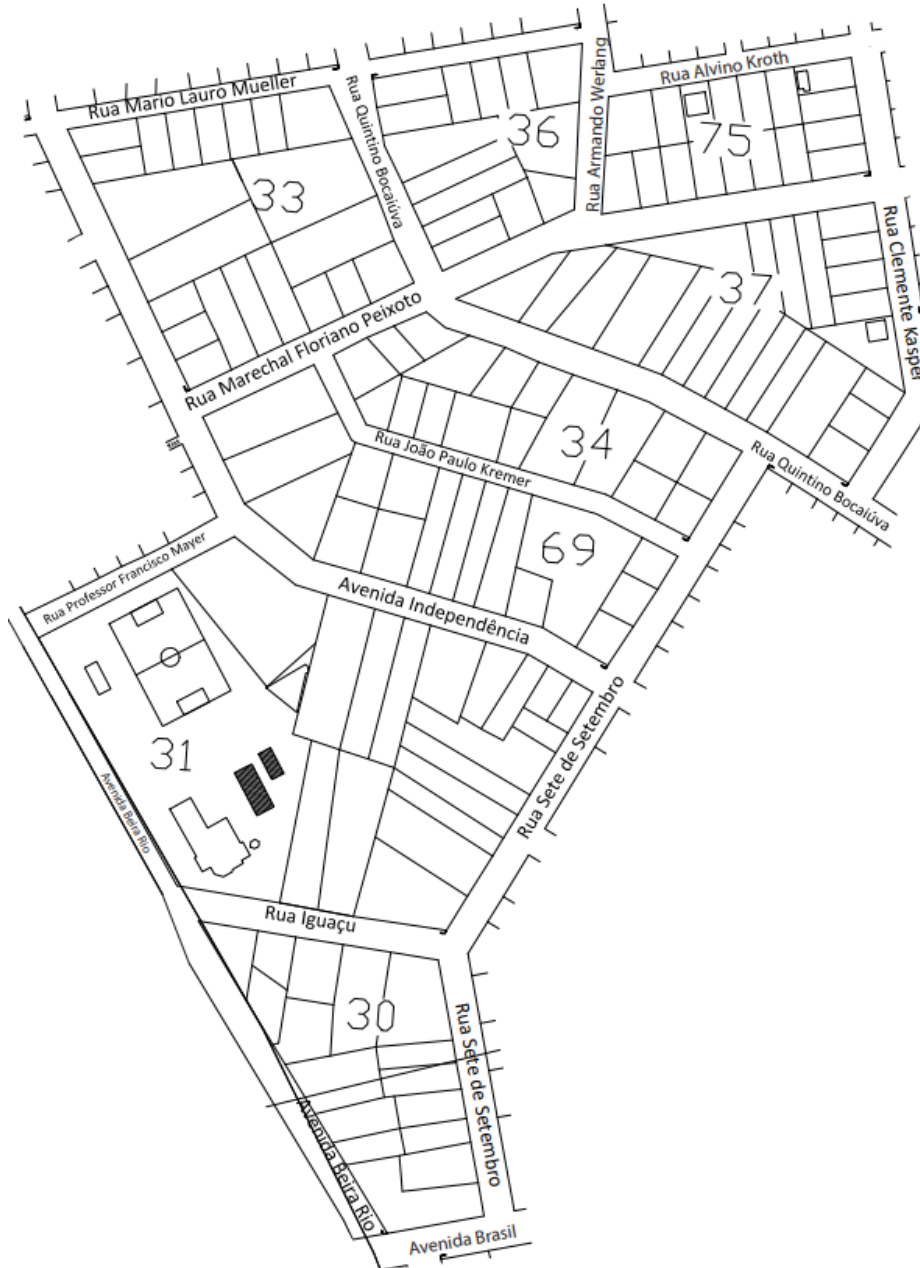 Rua Mario Lauro Mueller
Rua Quintino Bocaiúva
Rua Armando Werlang
Rua Alvino Kroth
36
75
33
Rua Clemente Kasper
37
Rua Marechal Floriano Peixoto
34
Rua João Paulo Kremer
Rua Quintino Bocaiúva
69
Rua Professor Francisco Mayer
Avenida Independência
31
Rua Sete de Setembro
Avenida Beira Rio
Rua Iguaçu
30
Rua Sete de Setembro
Avenida Beira Rio
Avenida Brasil